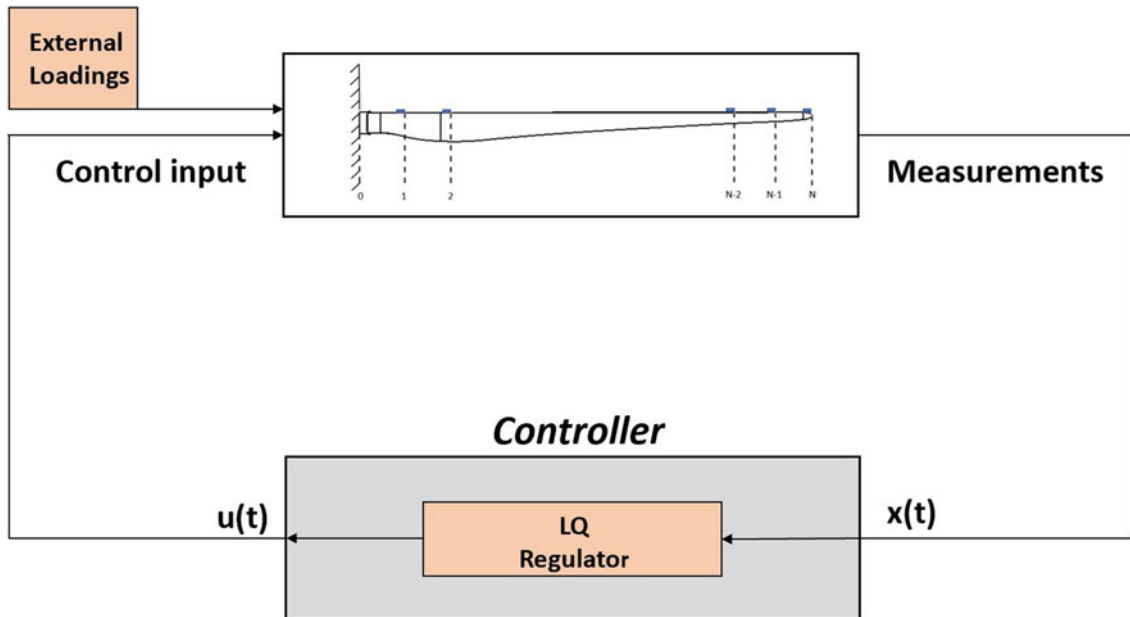 External
Loadings
Control input
Measurements
0
1
2
N-2
N-1
N
Controller
u(t)
LQ
Regulator
x(t)